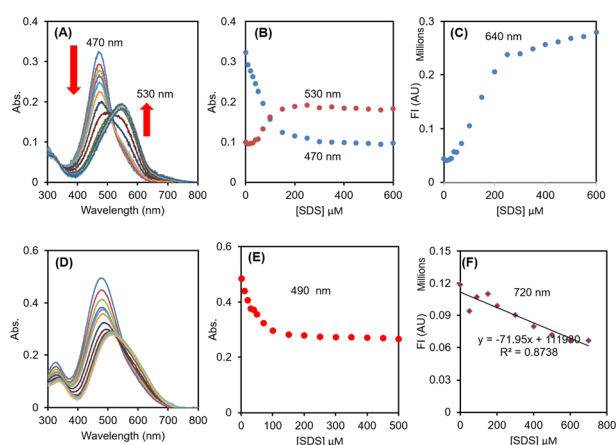 (A)
470 nm
530 nm
Abs.
0.4
0.3
0.2
0.1
0
300 400 500 600 700 800
Wavelength (nm)
(B)
530 nm
470 nm
Abs.
0.4
0.3
0.2
0.1
0
0 200 400 600
[SDS] µM
(C)
640 nm
Millions
FI (AU)
0.3
0.2
0.1
0
0 200 400 600
[SDS] µM
(D)
Abs.
0.6
0.4
0.2
0
300 400 500 600 700 800
Wavelength (nm)
(E)
490 nm
Abs.
0.6
0.5
0.4
0.3
0.2
0.1
0
0 100 200 300 400 500
[SDS] µM
(F)
720 nm
Millions
FI (AU)
0.15
0.12
0.09
0.06
0.03
0
y = -71.95x + 111980
R² = 0.8738
0 200 400 600 800
[SDS] µM